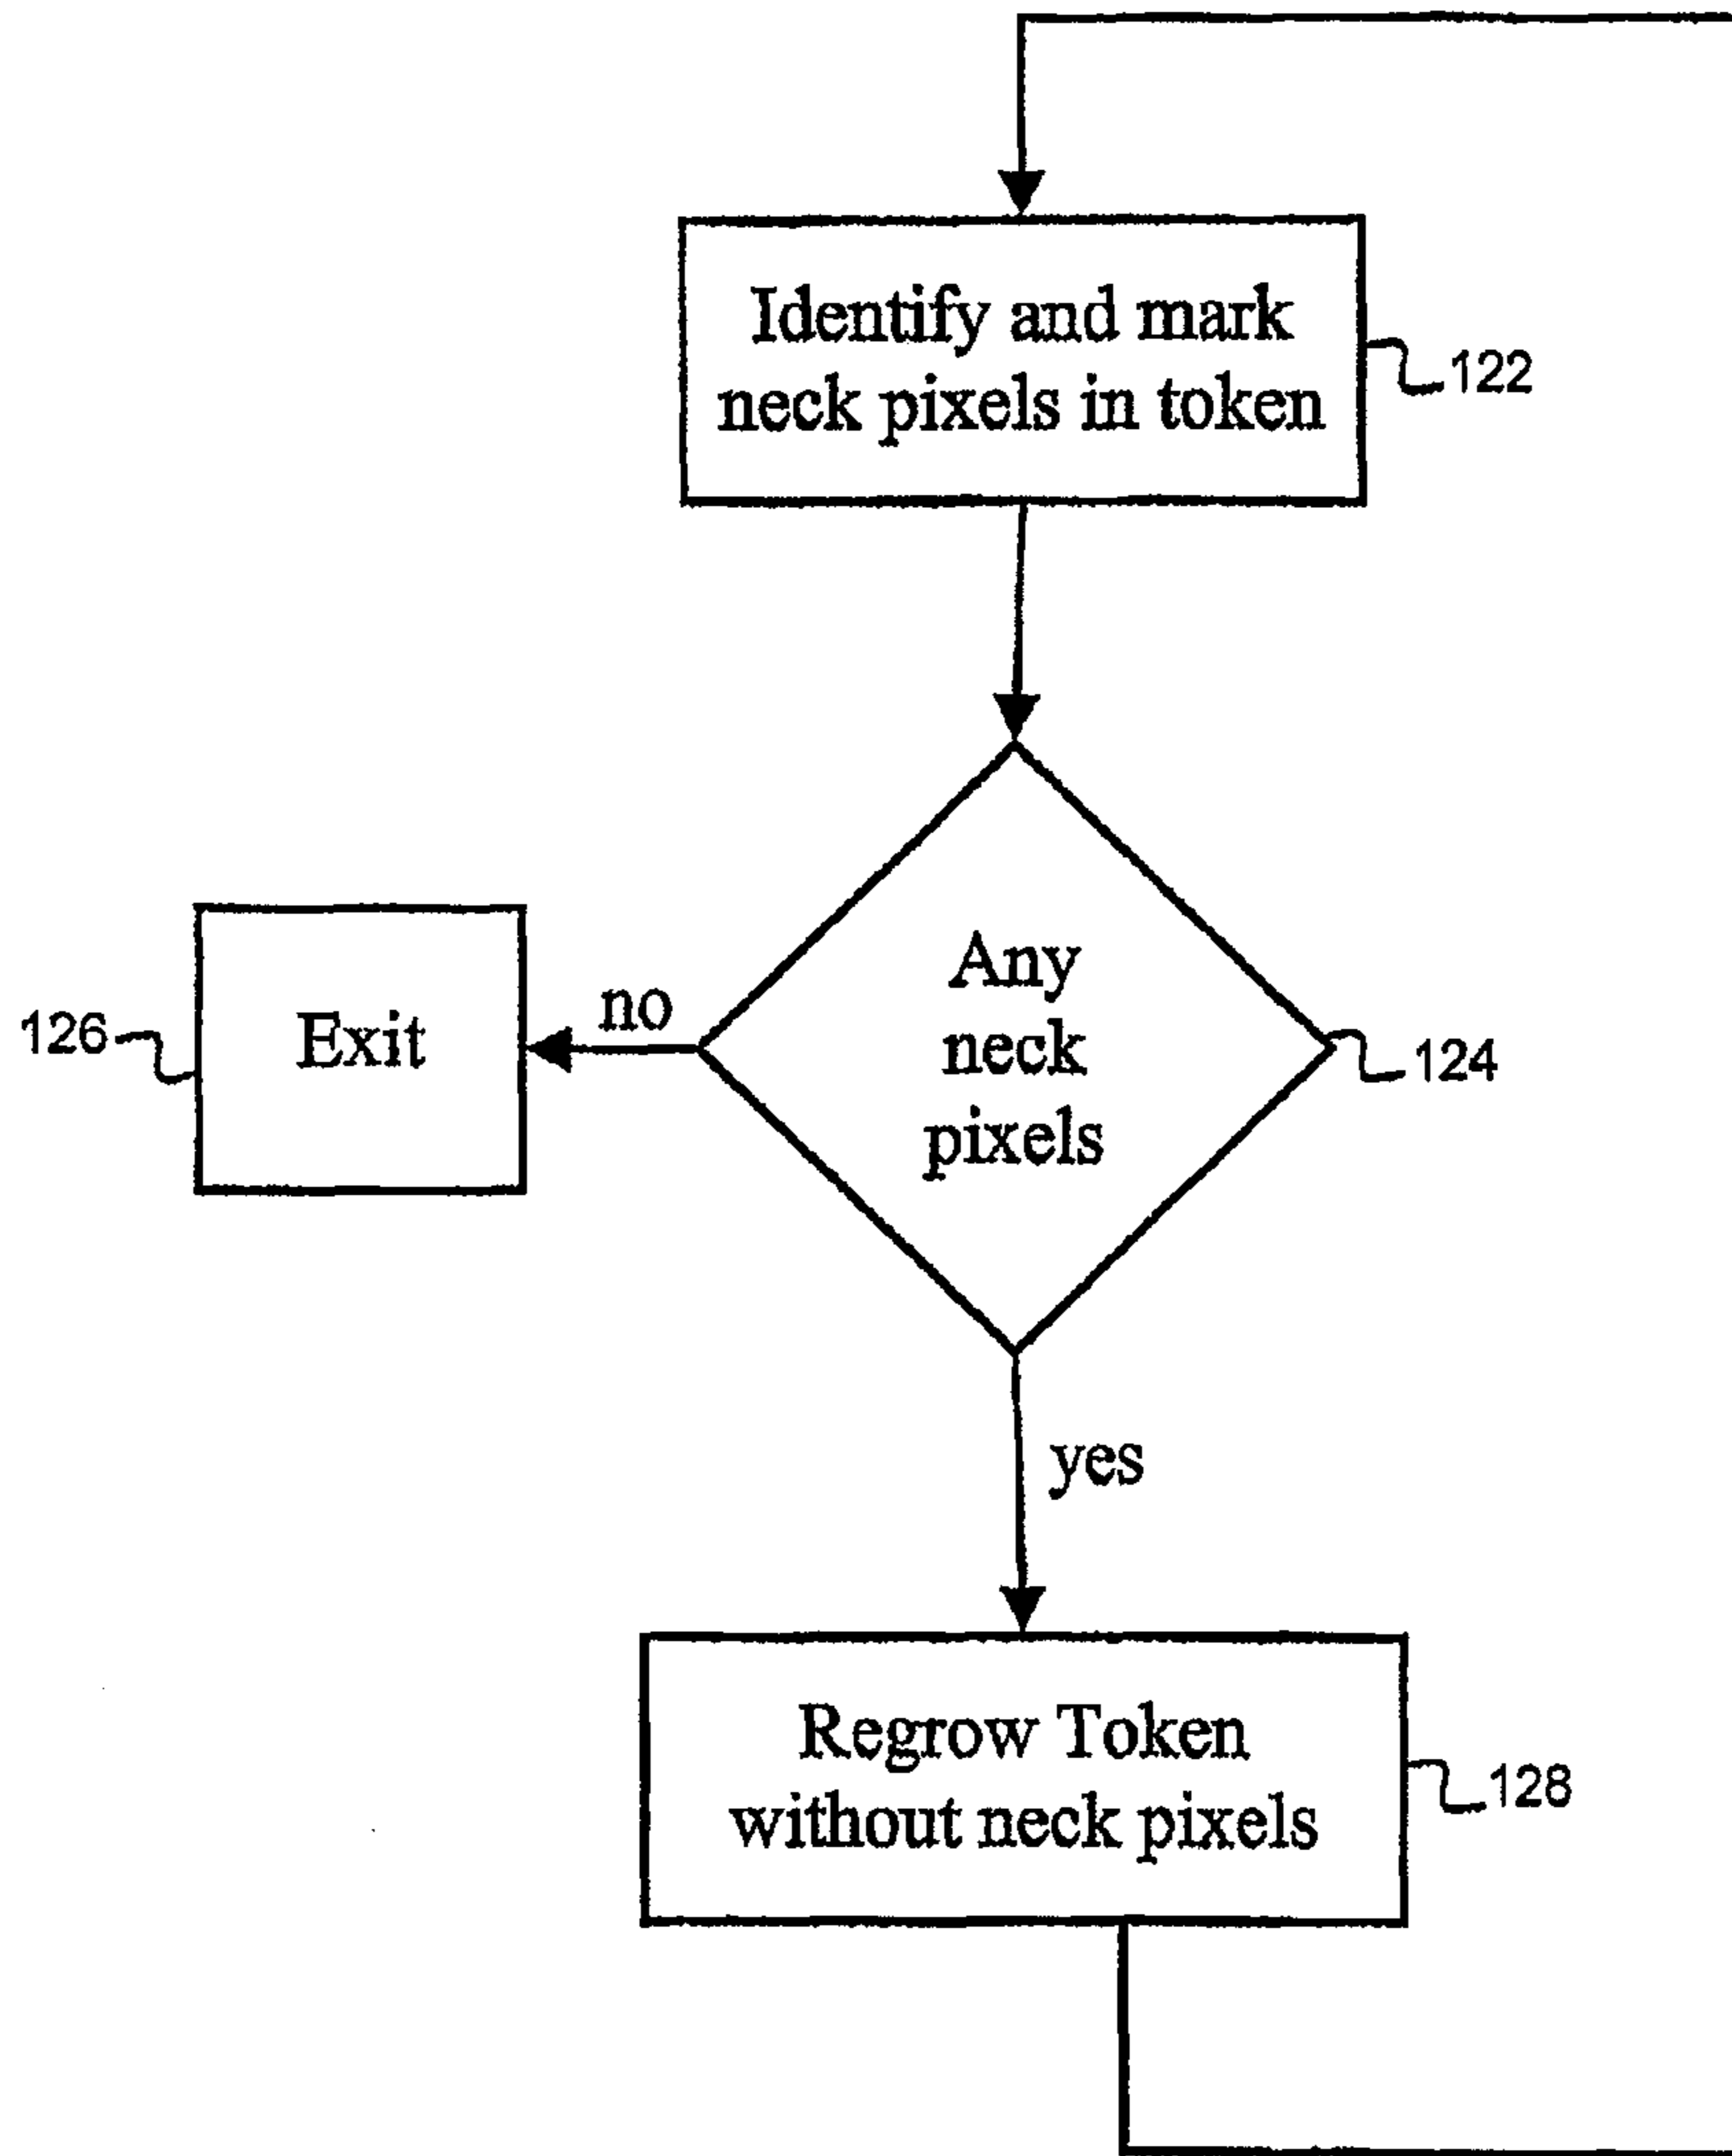 Identify and mark
neck pixels in token
122
Any
neck
pixels
124
no
Exit
126
yes
Regrow Token
without neck pixels
128